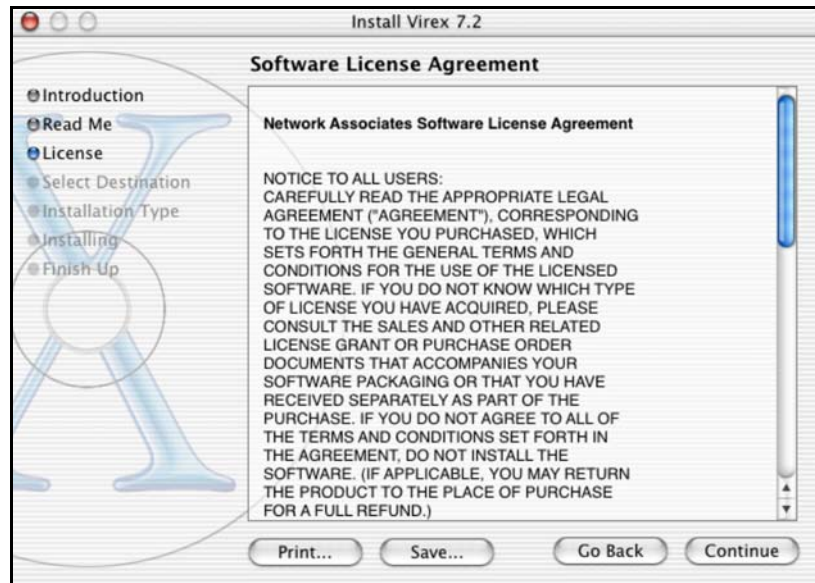 Install Virex 7.2
Software License Agreement
Introduction
Read Me
License
Select Destination
Installation Type
Installing
Finish Up
Network Associates Software License Agreement
NOTICE TO ALL USERS:
CAREFULLY READ THE APPROPRIATE LEGAL
AGREEMENT ("AGREEMENT"), CORRESPONDING
TO THE LICENSE YOU PURCHASED, WHICH
SETS FORTH THE GENERAL TERMS AND
CONDITIONS FOR THE USE OF THE LICENSED
SOFTWARE. IF YOU DO NOT KNOW WHICH TYPE
OF LICENSE YOU HAVE ACQUIRED, PLEASE
CONSULT THE SALES AND OTHER RELATED
LICENSE GRANT OR PURCHASE ORDER
DOCUMENTS THAT ACCOMPANIES YOUR
SOFTWARE PACKAGING OR THAT YOU HAVE
RECEIVED SEPARATELY AS PART OF THE
PURCHASE. IF YOU DO NOT AGREE TO ALL OF
THE TERMS AND CONDITIONS SET FORTH IN
THE AGREEMENT, DO NOT INSTALL THE
SOFTWARE. (IF APPLICABLE, YOU MAY RETURN
THE PRODUCT TO THE PLACE OF PURCHASE
FOR A FULL REFUND.)
Print... Save... Go Back Continue